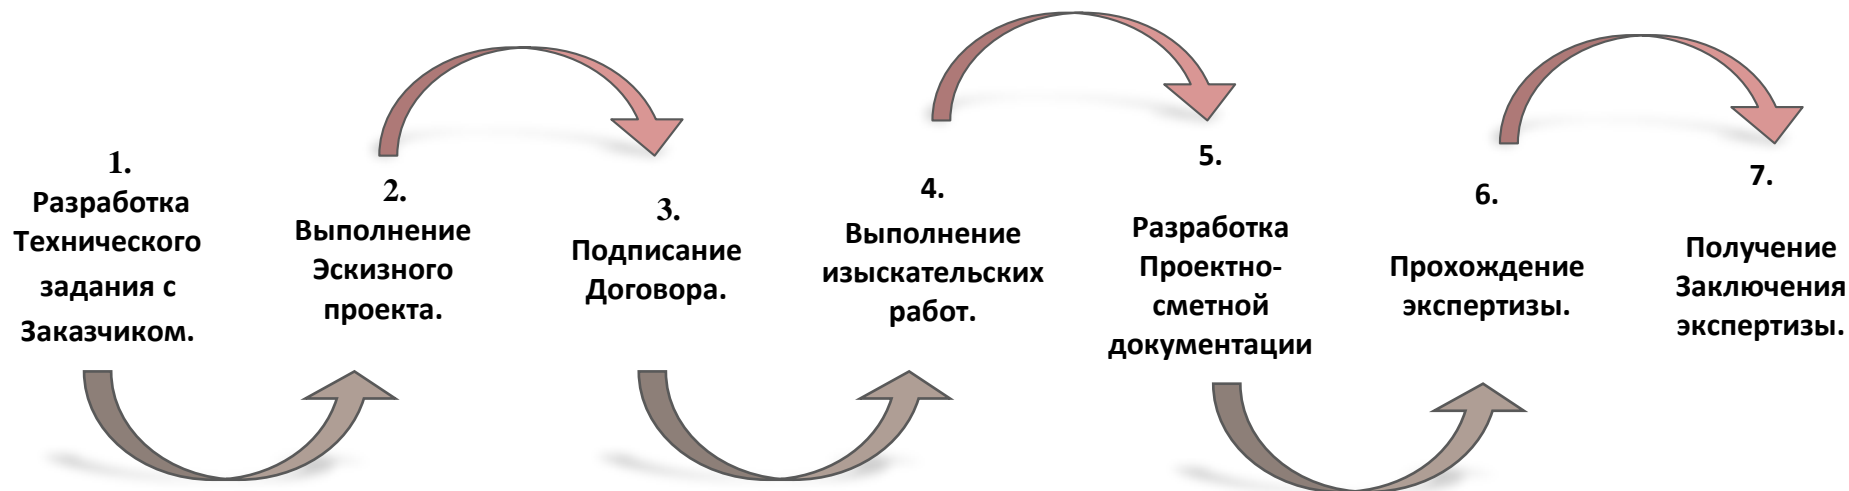 1.
Разработка
Технического
задания с
Заказчиком.
2.
Выполнение
Эскизного
проекта.
3.
Подписание
Договора.
4.
Выполнение
изыскательских
работ.
5.
Разработка
Проектно-
сметной
документации
6.
Прохождение
экспертизы.
7.
Получение
Заключения
экспертизы.